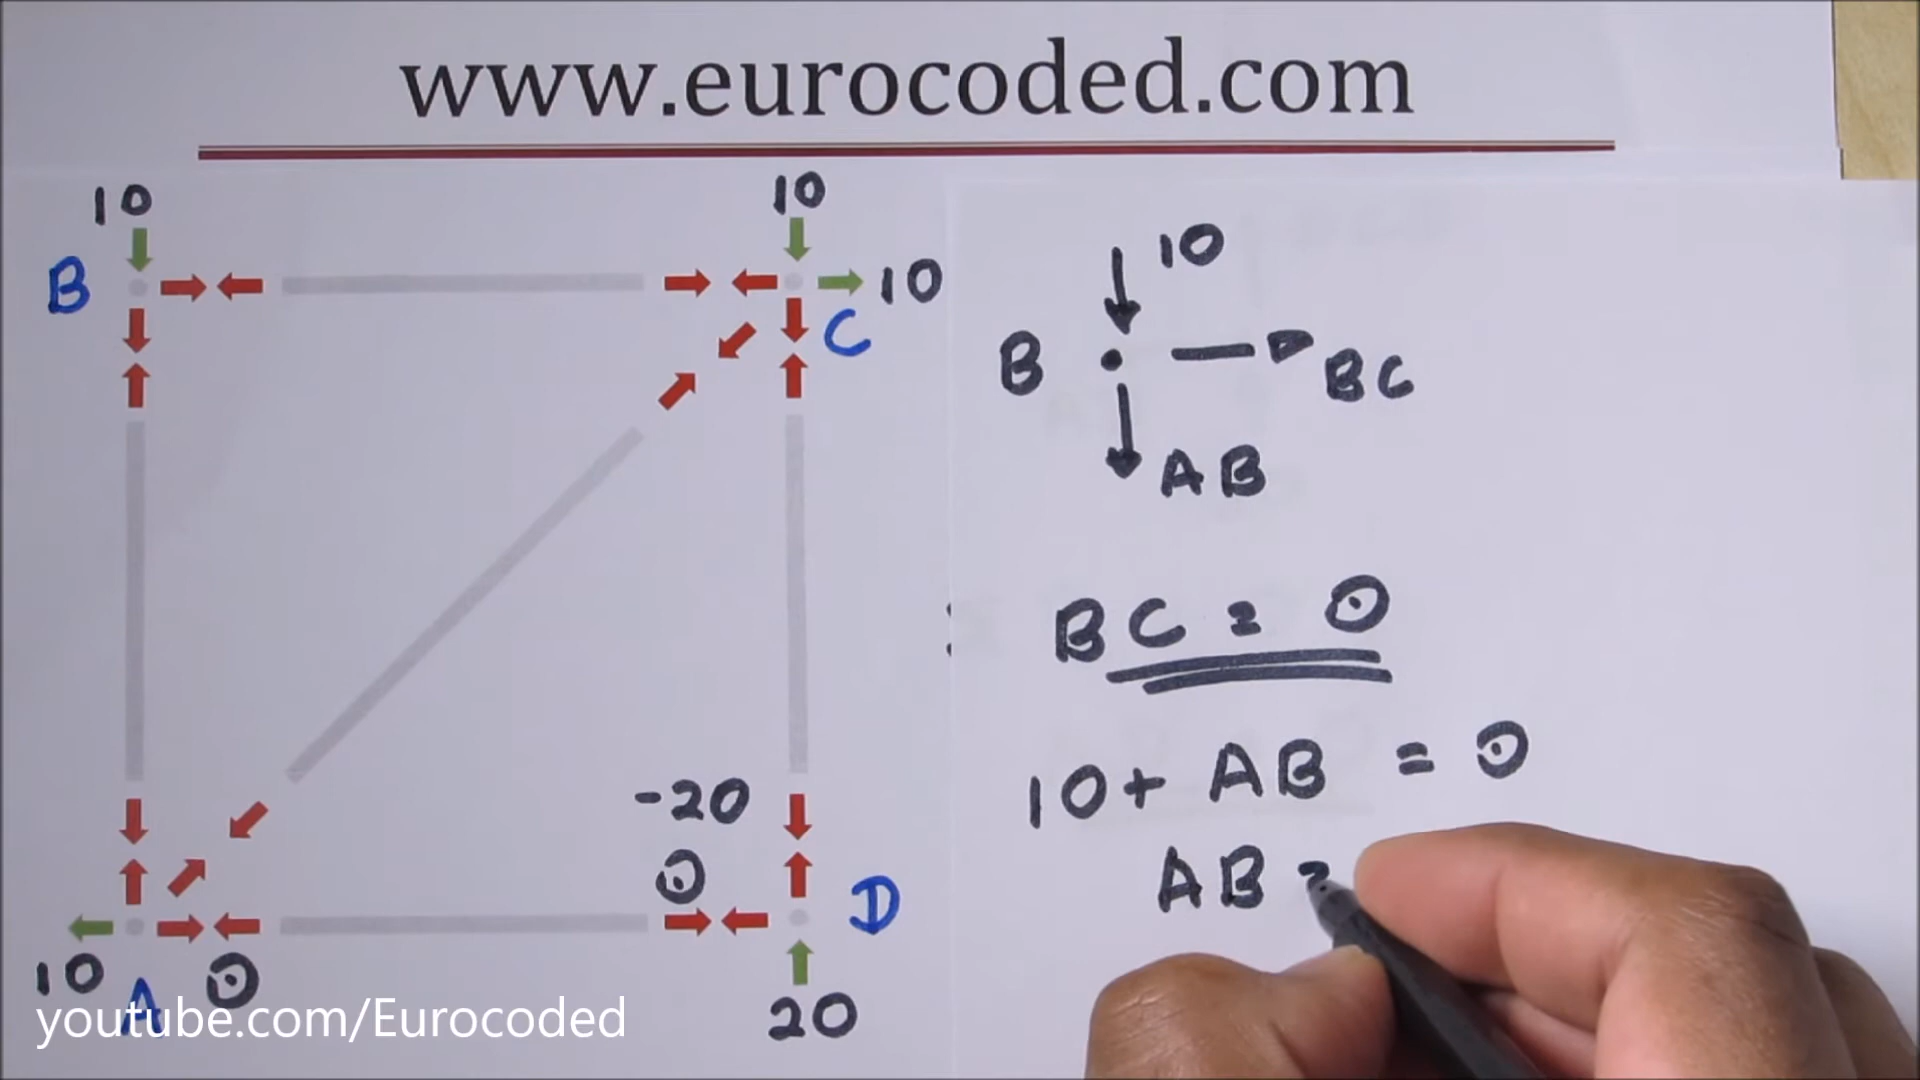 www.eurocoded.com
10
10
B
10
C
-20
0
D
10
A
0
20
youtube.com/Eurocoded
10
B
BC
AB
BC = 0
10 + AB = 0
AB =